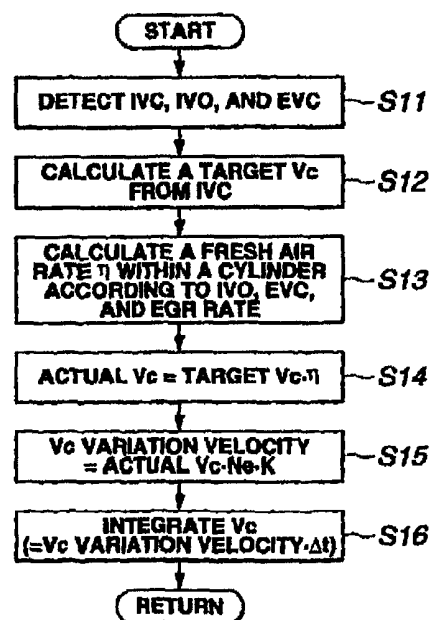 START
DETECT IVC, IVO, AND EVC
S11
CALCULATE A TARGET Vc
FROM IVC
S12
CALCULATE A FRESH AIR
RATE η WITHIN A CYLINDER
ACCORDING TO IVO, EVC,
AND EGR RATE
S13
ACTUAL Vc = TARGET Vc·η
S14
Vc VARIATION VELOCITY
= ACTUAL Vc·Ne·K
S15
INTEGRATE Vc
(=Vc VARIATION VELOCITY·Δt)
S16
RETURN